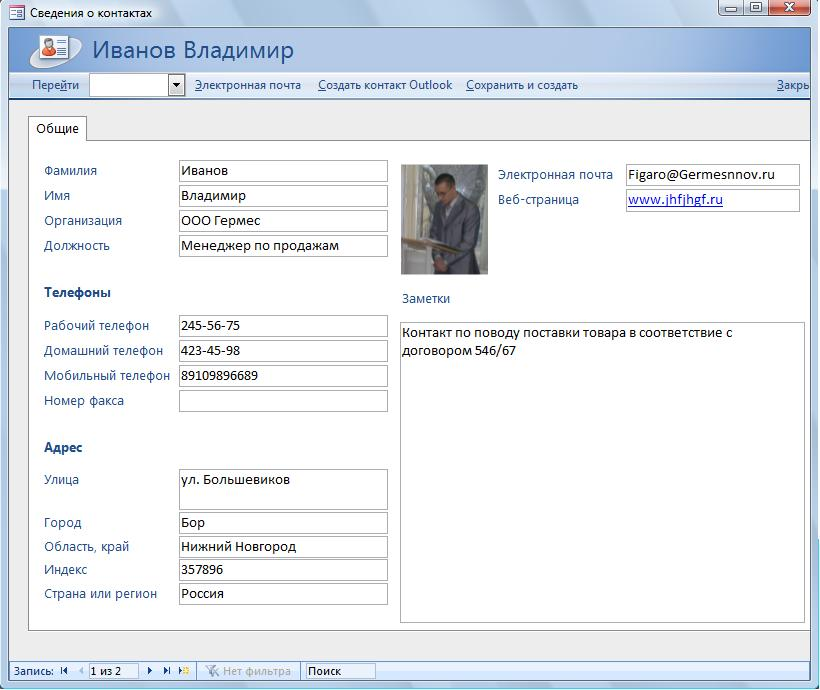 Сведения о контактах
Иванов Владимир
Перейти Электронная почта Создать контакт Outlook Сохранить и создать Закры
Общие
Фамилия Иванов
Имя Владимир
Организация ООО Гермес
Должность Менеджер по продажам
Электронная почта Figaro@Germesnnov.ru
Веб-страница www.jhfjhgf.ru
Телефоны
Рабочий телефон 245-56-75
Домашний телефон 423-45-98
Мобильный телефон 89109896689
Номер факса
Заметки
Контакт по поводу поставки товара в соответствие с
договором 546/67
Адрес
Улица ул. Большевиков
Город Бор
Область, край Нижний Новгород
Индекс 357896
Страна или регион Россия
Запись: 1 из 2 Нет фильтра Поиск